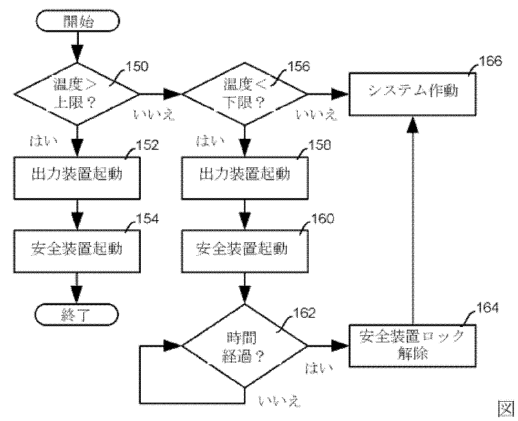 開始
温度>
上限?
150
いいえ
はい
温度<
下限?
156
いいえ
はい
システム作動
166
出力装置起動
152
出力装置起動
158
安全装置起動
154
安全装置起動
160
終了
時間
経過?
162
はい
いいえ
安全装置ロック
解除
164
図